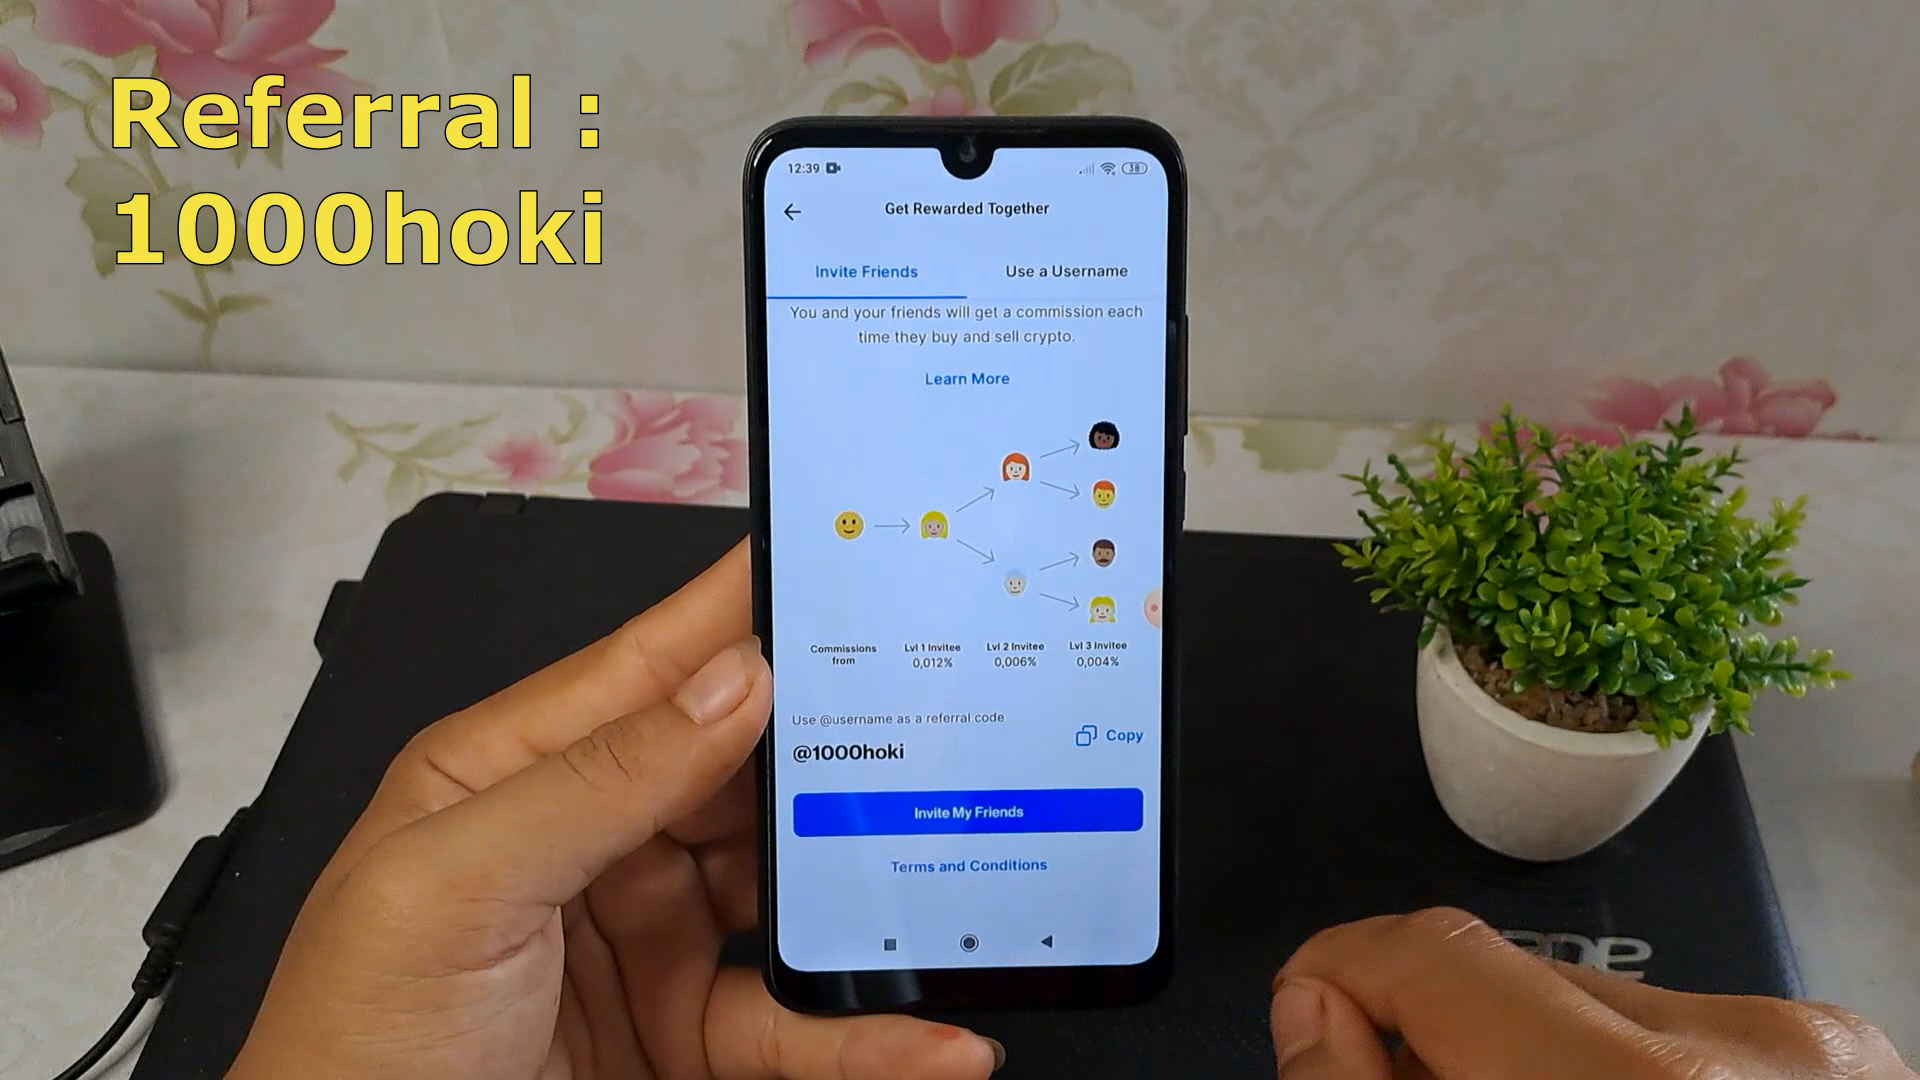 Referral :
1000hoki
12:39
38
Get Rewarded Together
Invite Friends
Use a Username
You and your friends will get a commission each
time they buy and sell crypto.
Learn More
Commissions
from
Lvl 1 Invitee
0,012%
Lvl 2 Invitee
0,006%
Lvl 3 Invitee
0,004%
Use @username as a referral code
@1000hoki
Copy
Invite My Friends
Terms and Conditions